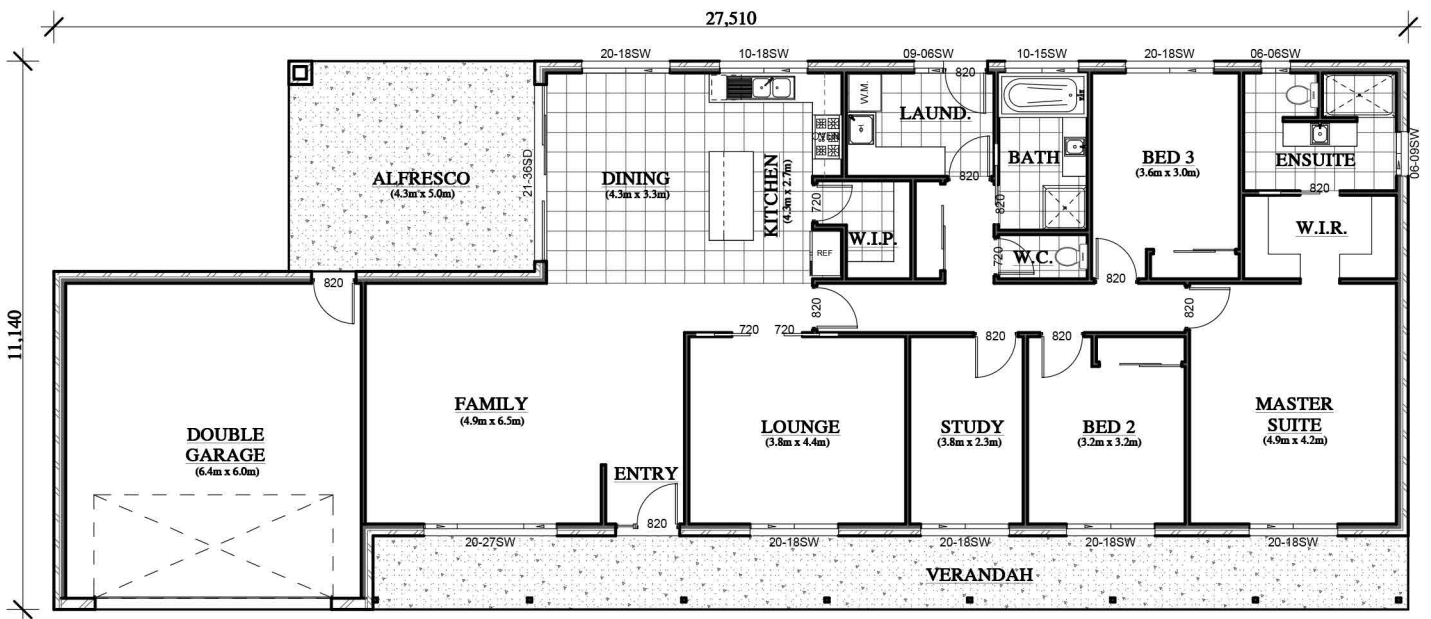 27,510
20-18SW
10-18SW
09-06SW
10-15SW
20-18SW
06-06SW
820
W.M.
LAUND.
820
ALFRESCO
(4.3m x 5.0m)
21-36SD
DINING
(4.3m x 3.3m)
KITCHEN
(4.3m x 2.7m)
720
W.I.P.
REF
BATH
820
W.C.
720
BED 3
(3.6m x 3.0m)
820
ENSUITE
820
06-09SW
W.I.R.
11,140
820
820
720
720
820
820
820
DOUBLE
GARAGE
(6.4m x 6.0m)
FAMILY
(4.9m x 6.5m)
ENTRY
820
LOUNGE
(3.8m x 4.4m)
STUDY
(3.8m x 2.3m)
BED 2
(3.2m x 3.2m)
MASTER
SUITE
(4.9m x 4.2m)
20-27SW
20-18SW
20-18SW
20-18SW
20-18SW
VERANDAH